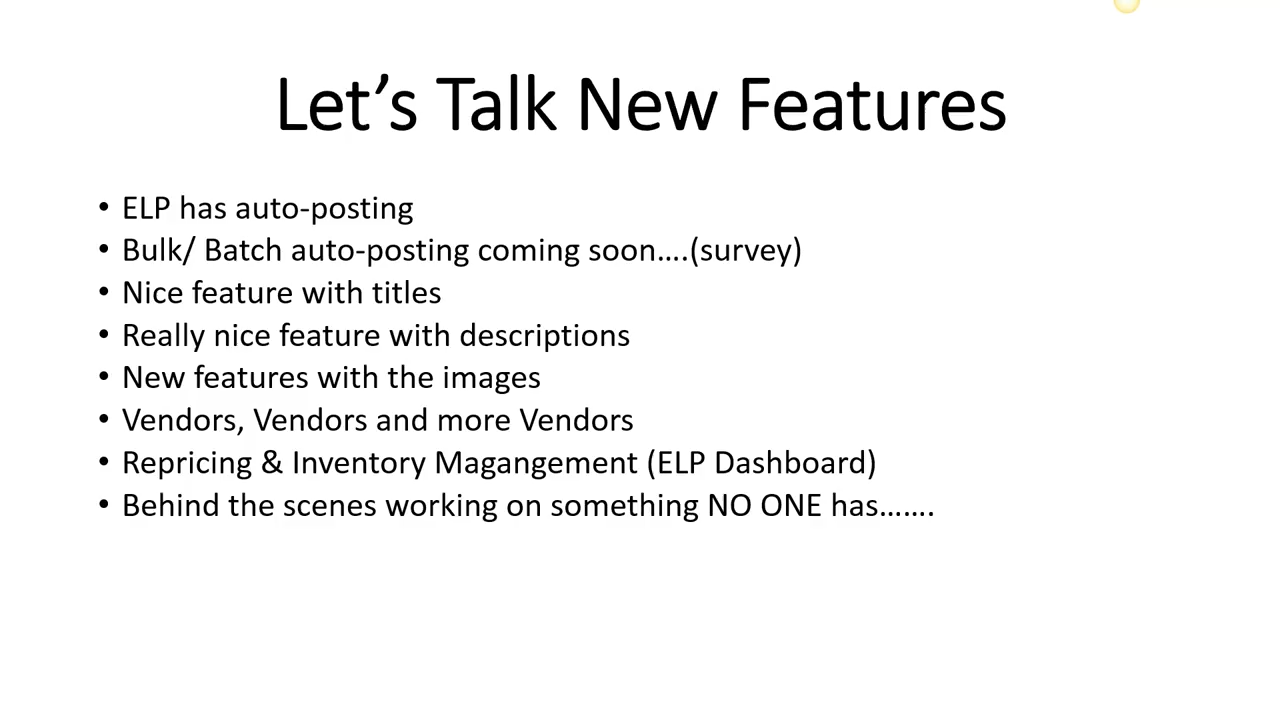 Let’s Talk New Features
• ELP has auto-posting
• Bulk/ Batch auto-posting coming soon….(survey)
• Nice feature with titles
• Really nice feature with descriptions
• New features with the images
• Vendors, Vendors and more Vendors
• Repricing & Inventory Magangement (ELP Dashboard)
• Behind the scenes working on something NO ONE has…….